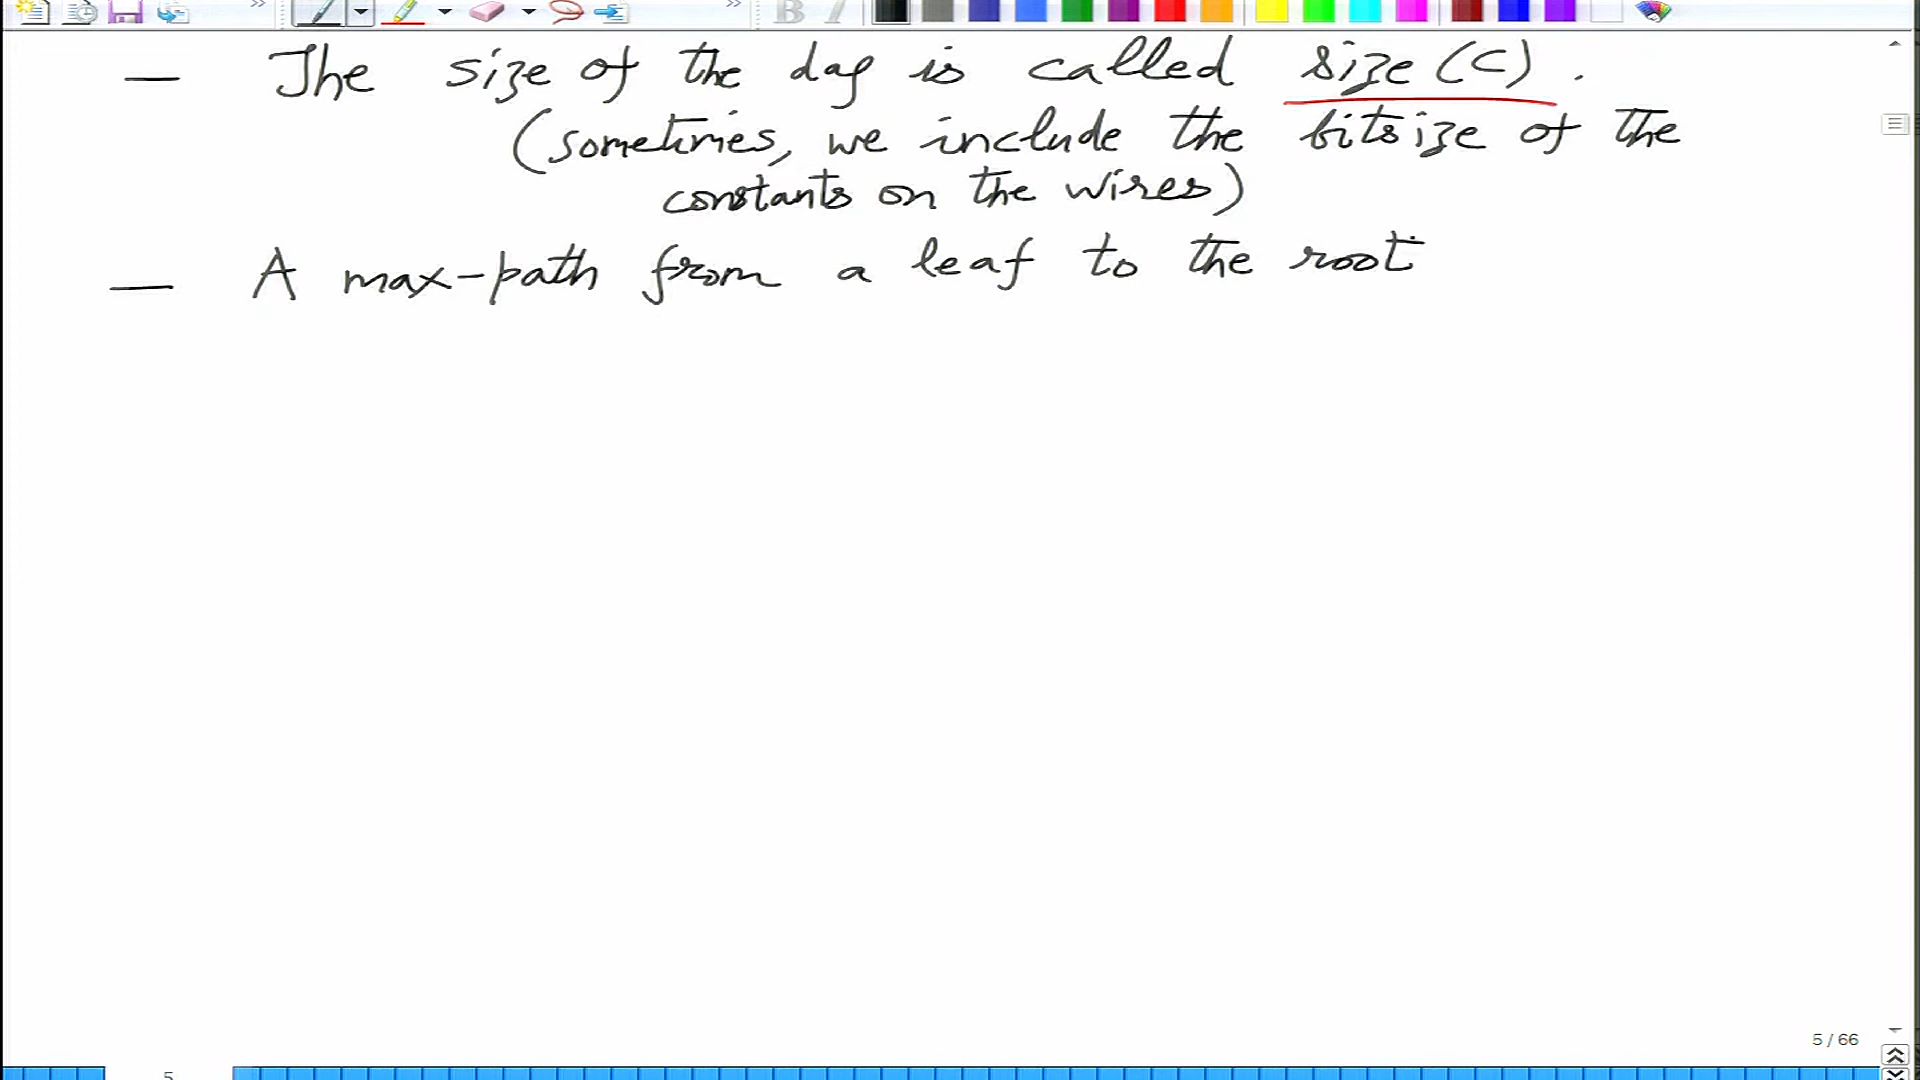 — The size of the dag is called size(C).
(sometimes, we include the bitsize of the
constants on the wires)
— A max-path from a leaf to the root
5 / 66
5